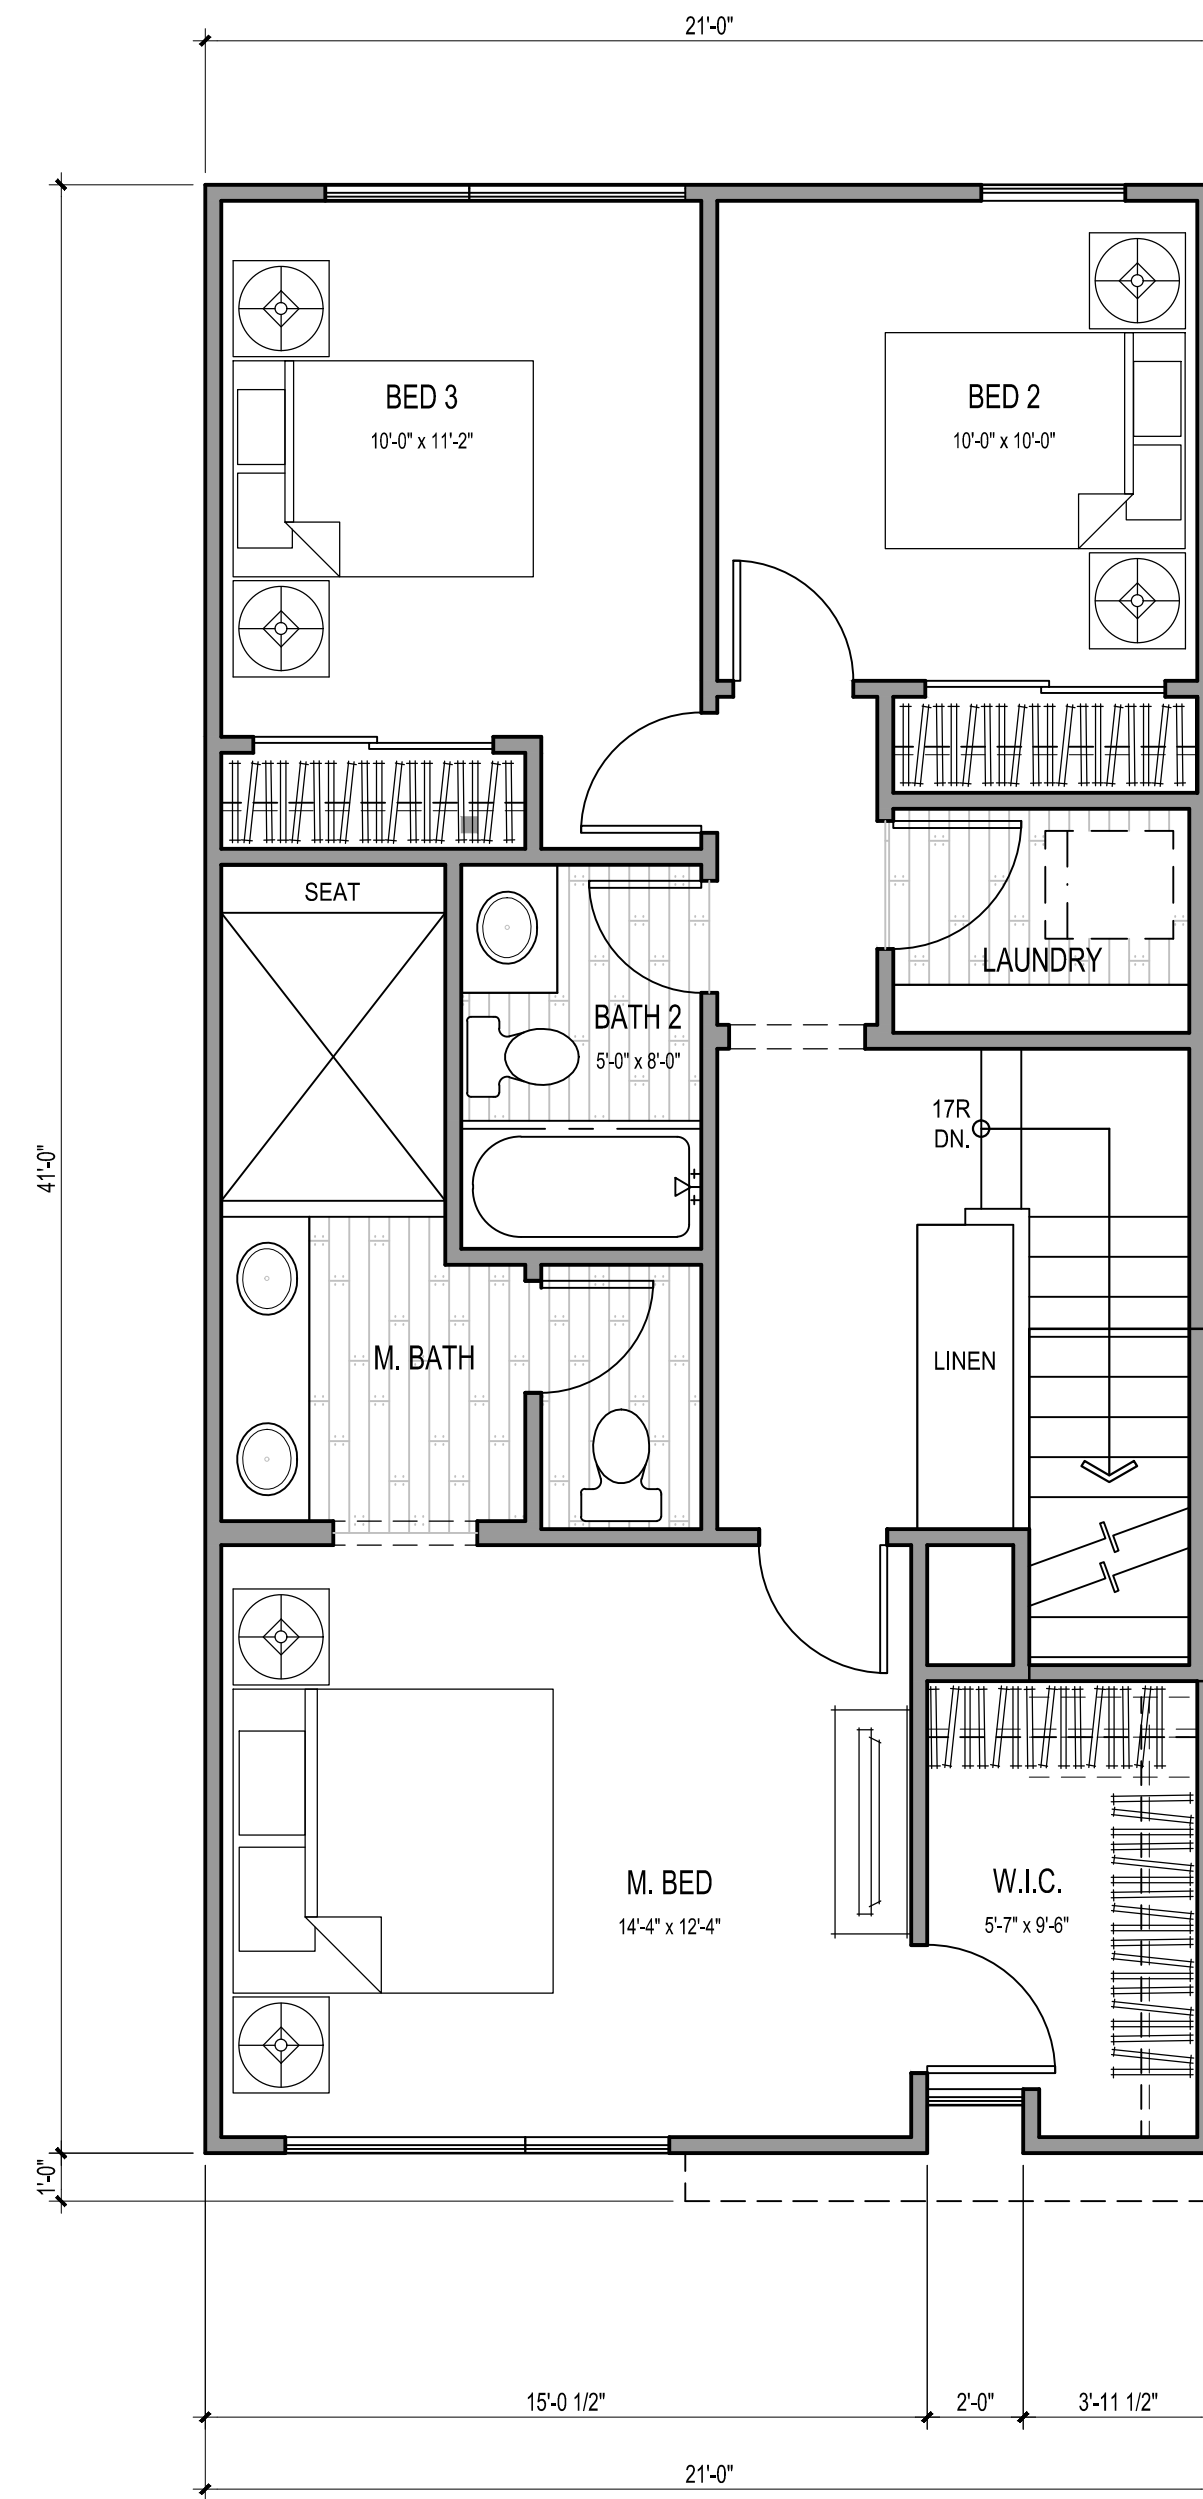 21'-0"
BED 3
10'-0" x 11'-2"
BED 2
10'-0" x 10'-0"
SEAT
LAUNDRY
BATH 2
5'-0" x 8'-0"
17R
DN.
41'-0"
M. BATH
LINEN
M. BED
14'-4" x 12'-4"
W.I.C.
5'-7" x 9'-6"
1'-0"
15'-0 1/2"
2'-0"
3'-11 1/2"
21'-0"